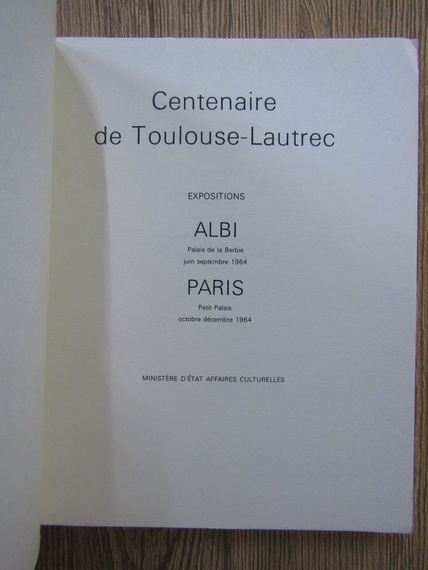 Centenaire
de Toulouse-Lautrec
EXPOSITIONS
ALBI
Palais de la Berbie
juin septembre 1964
PARIS
Petit Palais
octobre décembre 1964
MINISTÈRE D'ÉTAT AFFAIRES CULTURELLES